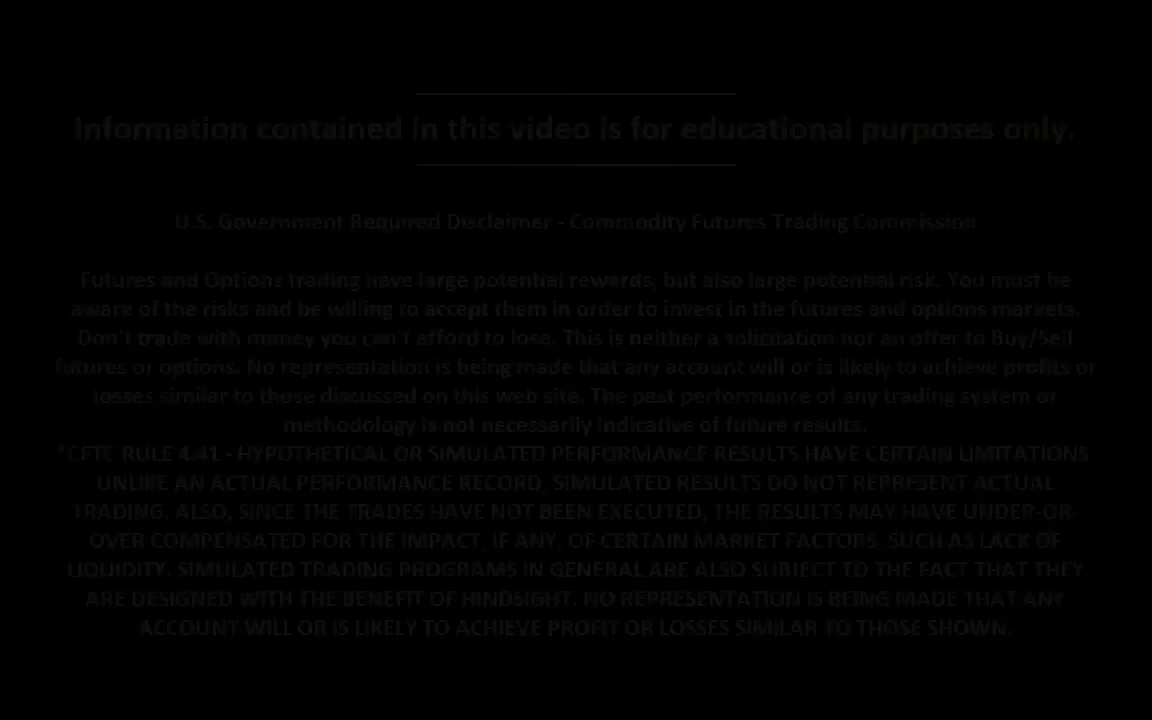 Information contained in this video is for educational purposes only.
U.S. Government Required Disclaimer - Commodity Futures Trading Commission
Futures and Options trading have large potential rewards, but also large potential risk. You must be
aware of the risks and be willing to accept them in order to invest in the futures and options markets.
Don't trade with money you can't afford to lose. This is neither a solicitation nor an offer to Buy/Sell
futures or options. No representation is being made that any account will or is likely to achieve profits or
losses similar to those discussed on this web site. The past performance of any trading system or
methodology is not necessarily indicative of future results.
*CFTC RULE 4.41 - HYPOTHETICAL OR SIMULATED PERFORMANCE RESULTS HAVE CERTAIN LIMITATIONS
UNLIKE AN ACTUAL PERFORMANCE RECORD, SIMULATED RESULTS DO NOT REPRESENT ACTUAL
TRADING. ALSO, SINCE THE TRADES HAVE NOT BEEN EXECUTED, THE RESULTS MAY HAVE UNDER-OR-
OVER COMPENSATED FOR THE IMPACT, IF ANY, OF CERTAIN MARKET FACTORS, SUCH AS LACK OF
LIQUIDITY. SIMULATED TRADING PROGRAMS IN GENERAL ARE ALSO SUBJECT TO THE FACT THAT THEY
ARE DESIGNED WITH THE BENEFIT OF HINDSIGHT. NO REPRESENTATION IS BEING MADE THAT ANY
ACCOUNT WILL OR IS LIKELY TO ACHIEVE PROFIT OR LOSSES SIMILAR TO THOSE SHOWN.